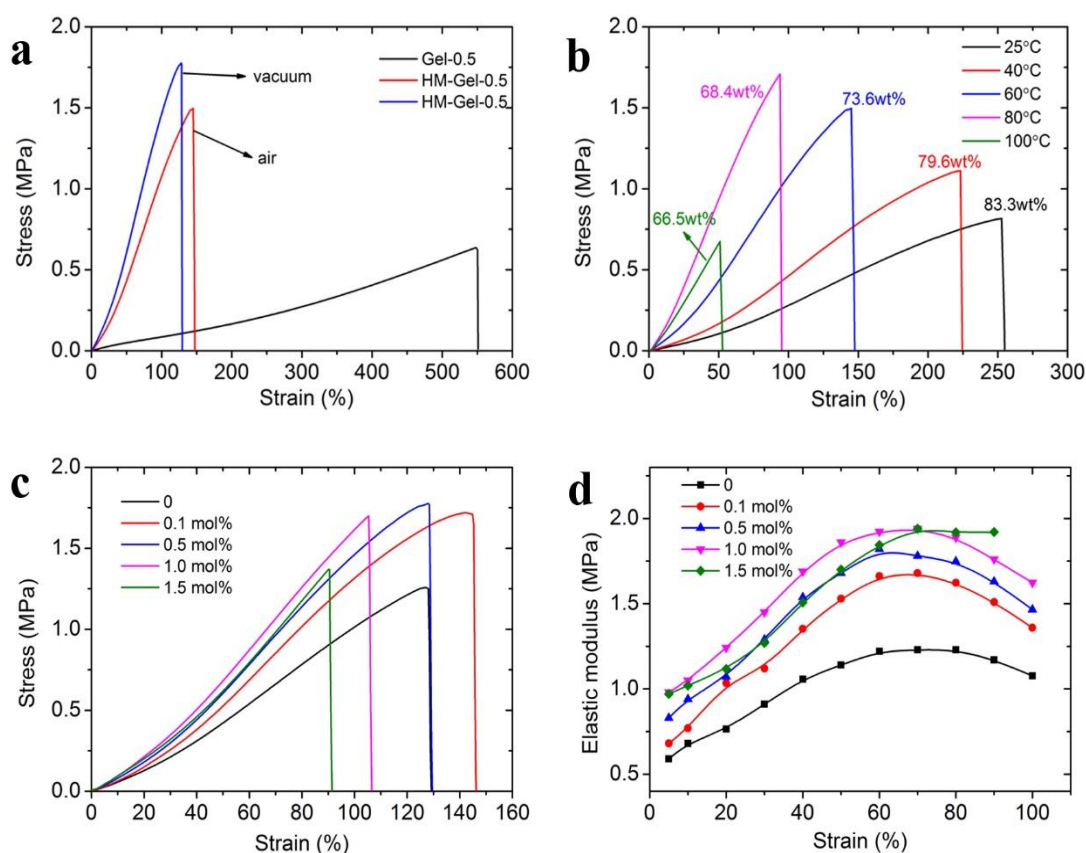 a
2.0
1.5
1.0
0.5
0.0
Stress (MPa)
0 100 200 300 400 500 600
Strain (%)
Gel-0.5
HM-Gel-0.5
HM-Gel-0.5
vacuum
air
b
2.0
1.5
1.0
0.5
0.0
Stress (MPa)
0 50 100 150 200 250 300
Strain (%)
25°C
40°C
60°C
80°C
100°C
68.4wt%
73.6wt%
79.6wt%
83.3wt%
66.5wt%
c
2.0
1.5
1.0
0.5
0.0
Stress (MPa)
0 20 40 60 80 100 120 140 160
Strain (%)
0
0.1 mol%
0.5 mol%
1.0 mol%
1.5 mol%
d
2.0
1.5
1.0
0.5
Elastic modulus (MPa)
0 20 40 60 80 100
Strain (%)
0
0.1 mol%
0.5 mol%
1.0 mol%
1.5 mol%